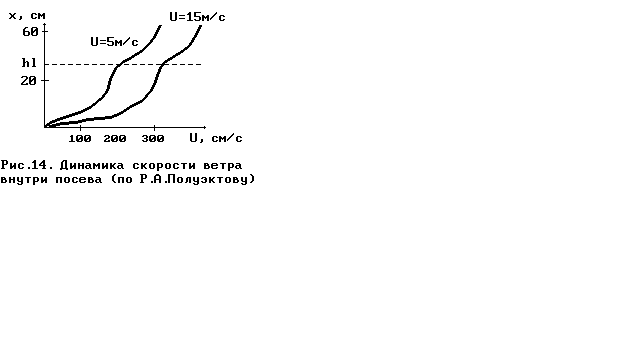 x, см
U=15м/с
60
U=5м/с
hl
20
100 200 300 U, см/с
Рис.14. Динамика скорости ветра
внутри посева (по Р.А.Полуэктову)